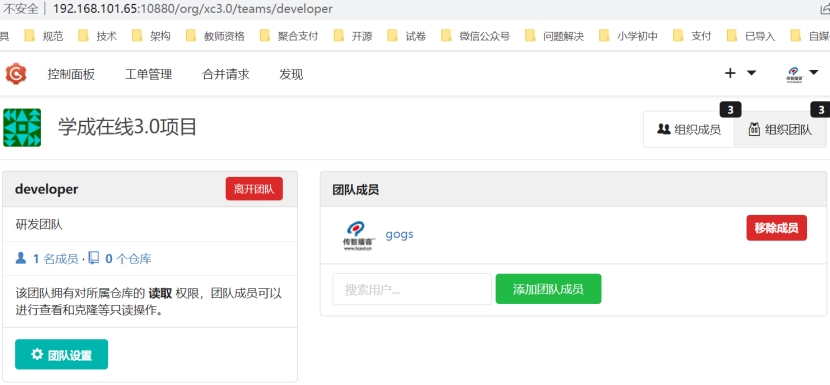 不安全 | 192.168.101.65:10880/org/xc3.0/teams/developer
具 规范 技术 架构 教师资格 聚合支付 开源 试卷 微信公众号 问题解决 小学初中 支付 已导入 自媒
控制面板 工单管理 合并请求 发现
学成在线3.0项目
组织成员 3 组织团队 3
developer 离开团队
研发团队
1 名成员 · 0 个仓库
该团队拥有对所属仓库的 读取 权限，团队成员可以
进行查看和克隆等只读操作。
团队设置
团队成员
传智播客
www.itcast.cn
gogs 移除成员
搜索用户... 添加团队成员